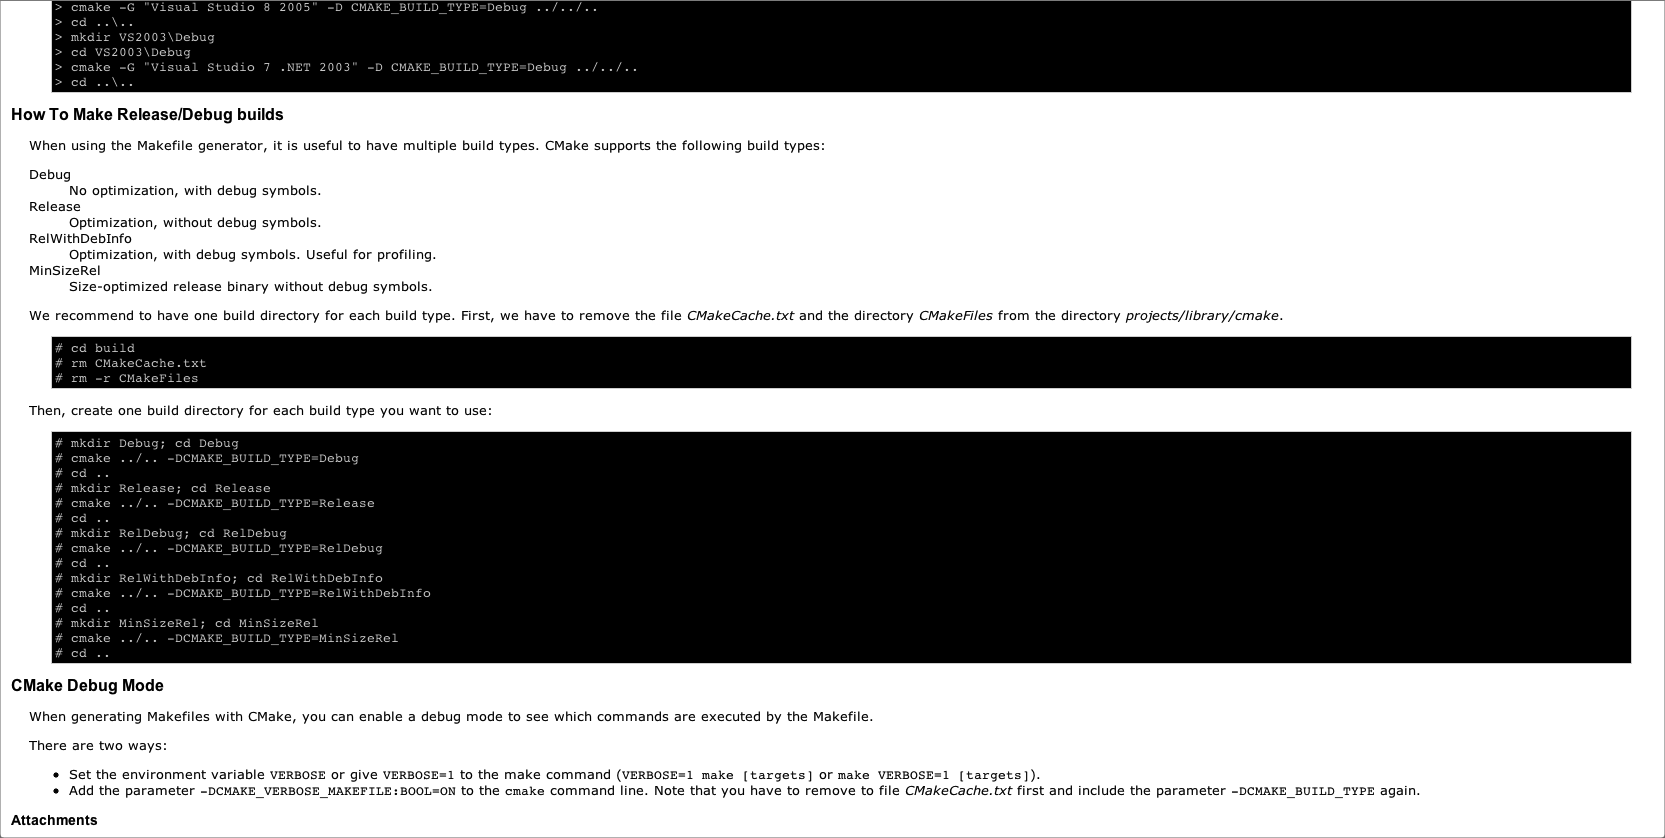 > cmake -G "Visual Studio 8 2005" -D CMAKE_BUILD_TYPE=Debug ../../..
> cd ..\..
> mkdir VS2003\Debug
> cd VS2003\Debug
> cmake -G "Visual Studio 7 .NET 2003" -D CMAKE_BUILD_TYPE=Debug ../../..
> cd ..\..
How To Make Release/Debug builds
When using the Makefile generator, it is useful to have multiple build types. CMake supports the following build types:
Debug
No optimization, with debug symbols.
Release
Optimization, without debug symbols.
RelWithDebInfo
Optimization, with debug symbols. Useful for profiling.
MinSizeRel
Size-optimized release binary without debug symbols.
We recommend to have one build directory for each build type. First, we have to remove the file CMakeCache.txt and the directory CMakeFiles from the directory projects/library/cmake.
# cd build
# rm CMakeCache.txt
# rm -r CMakeFiles
Then, create one build directory for each build type you want to use:
# mkdir Debug; cd Debug
# cmake ../.. -DCMAKE_BUILD_TYPE=Debug
# cd ..
# mkdir Release; cd Release
# cmake ../.. -DCMAKE_BUILD_TYPE=Release
# cd ..
# mkdir RelDebug; cd RelDebug
# cmake ../.. -DCMAKE_BUILD_TYPE=RelDebug
# cd ..
# mkdir RelWithDebInfo; cd RelWithDebInfo
# cmake ../.. -DCMAKE_BUILD_TYPE=RelWithDebInfo
# cd ..
# mkdir MinSizeRel; cd MinSizeRel
# cmake ../.. -DCMAKE_BUILD_TYPE=MinSizeRel
# cd ..
CMake Debug Mode
When generating Makefiles with CMake, you can enable a debug mode to see which commands are executed by the Makefile.
There are two ways:
• Set the environment variable VERBOSE or give VERBOSE=1 to the make command (VERBOSE=1 make [targets] or make VERBOSE=1 [targets]).
• Add the parameter -DCMAKE_VERBOSE_MAKEFILE:BOOL=ON to the cmake command line. Note that you have to remove to file CMakeCache.txt first and include the parameter -DCMAKE_BUILD_TYPE again.
Attachments